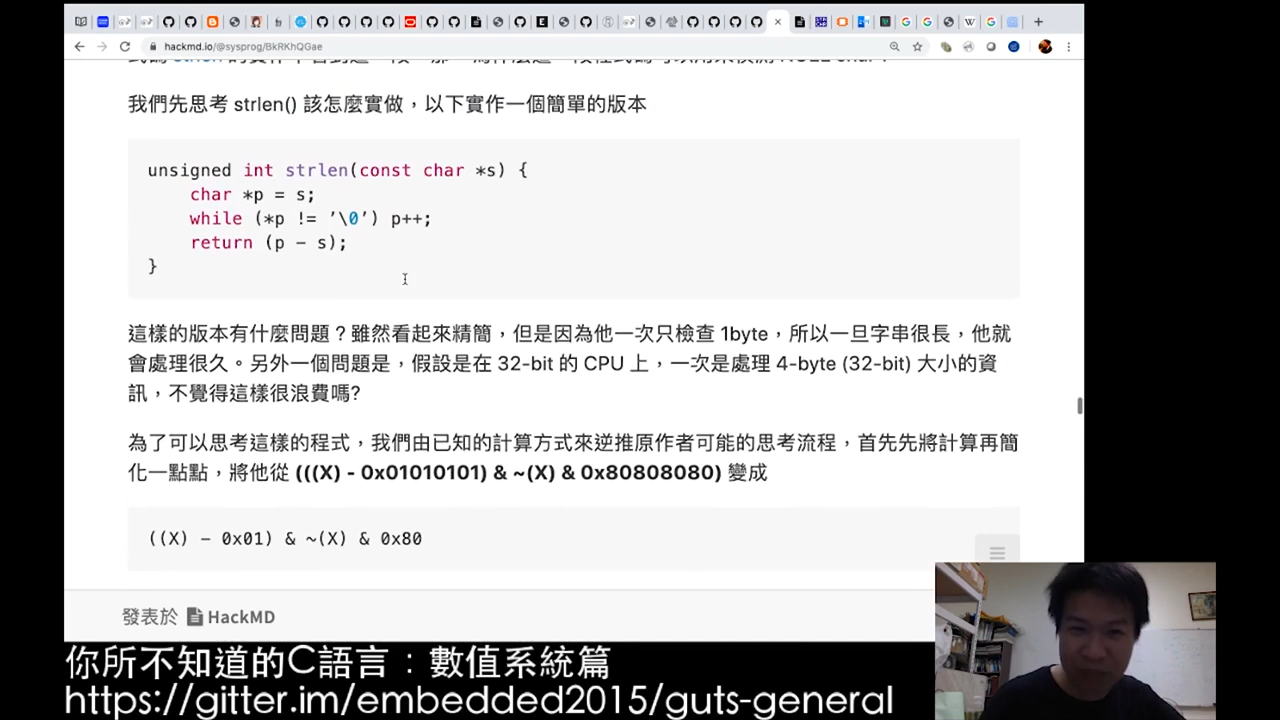 hackmd.io/@sysprog/BkRKhQGae
我們先思考 strlen() 該怎麼實做，以下實作一個簡單的版本
unsigned int strlen(const char *s) {
char *p = s;
while (*p != ’\0’) p++;
return (p - s);
}
這樣的版本有什麼問題？雖然看起來精簡，但是因為他一次只檢查 1byte，所以一旦字串很長，他就
會處理很久。另外一個問題是，假設是在 32-bit 的 CPU 上，一次是處理 4-byte (32-bit) 大小的資
訊，不覺得這樣很浪費嗎?
為了可以思考這樣的程式，我們由已知的計算方式來逆推原作者可能的思考流程，首先先將計算再簡
化一點點，將他從 (((X) - 0x01010101) & ~(X) & 0x80808080) 變成
((X) - 0x01) & ~(X) & 0x80
發表於 HackMD
你所不知道的C語言：數值系統篇
https://gitter.im/embedded2015/guts-general